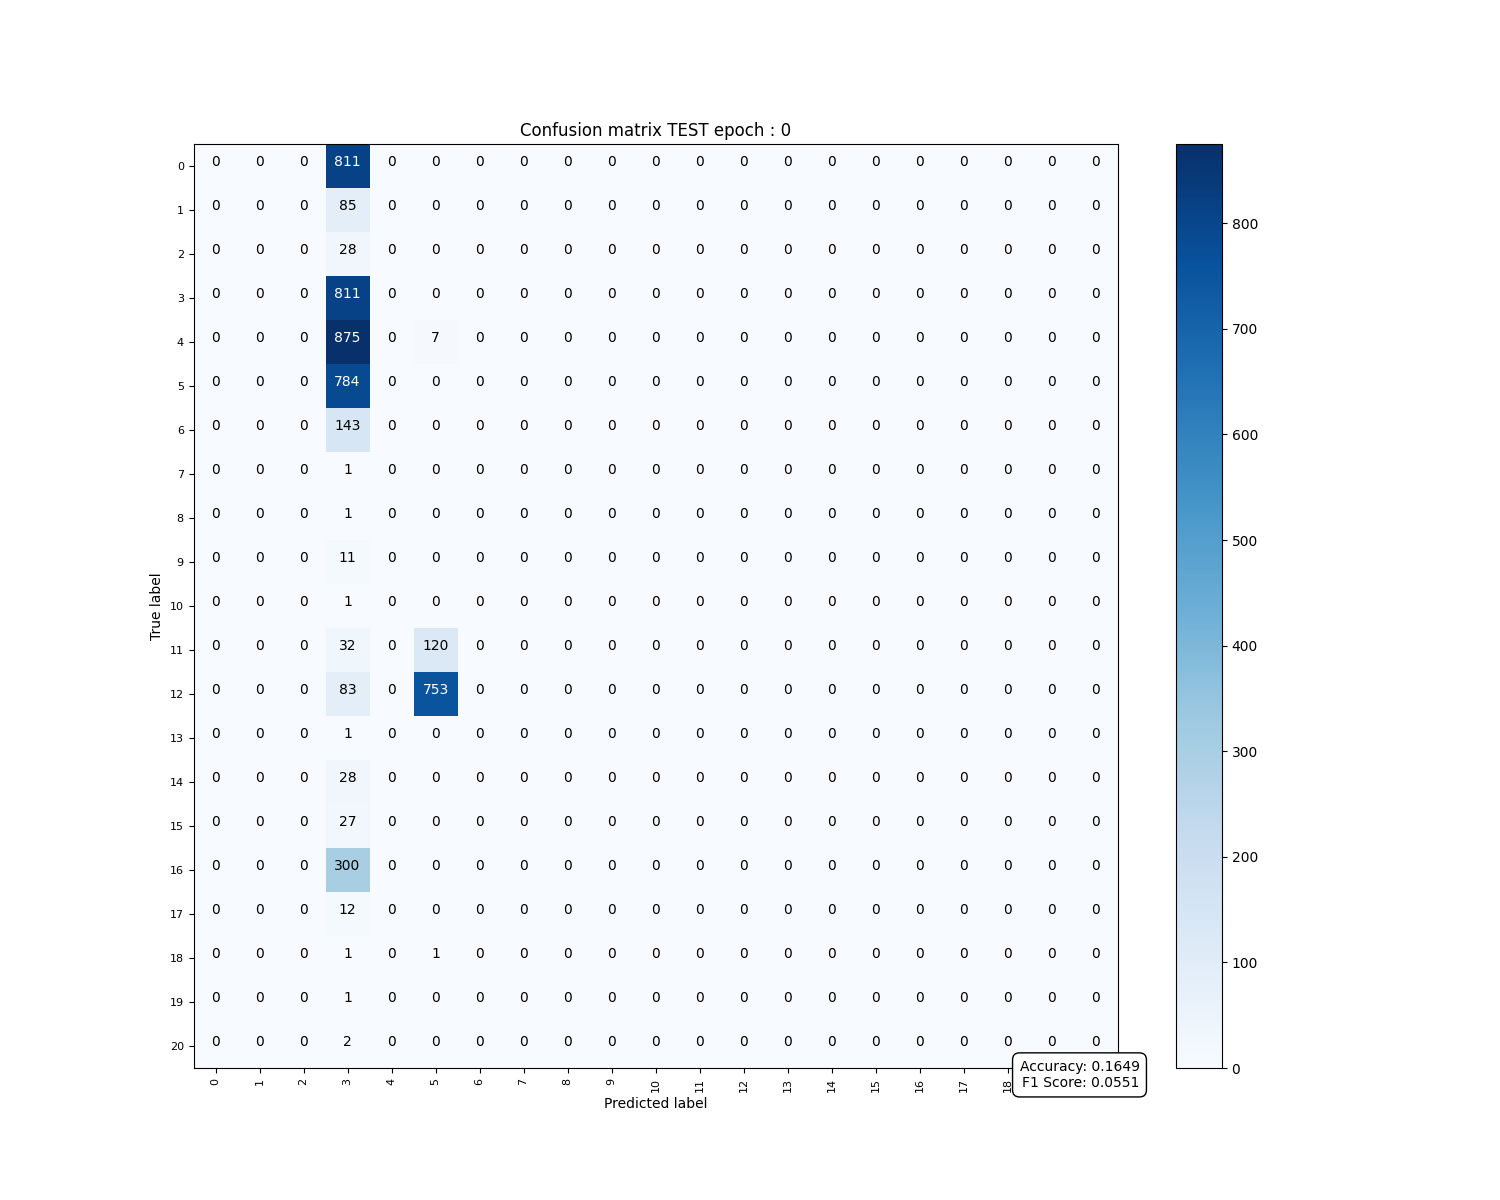 Confusion matrix TEST epoch : 0
0 0 0 0 811 0 0 0 0 0 0 0 0 0 0 0 0 0 0 0 0 0
1 0 0 0 85 0 0 0 0 0 0 0 0 0 0 0 0 0 0 0 0 0
2 0 0 0 28 0 0 0 0 0 0 0 0 0 0 0 0 0 0 0 0 0
3 0 0 0 811 0 0 0 0 0 0 0 0 0 0 0 0 0 0 0 0 0
4 0 0 0 875 0 7 0 0 0 0 0 0 0 0 0 0 0 0 0 0 0
5 0 0 0 784 0 0 0 0 0 0 0 0 0 0 0 0 0 0 0 0 0
6 0 0 0 143 0 0 0 0 0 0 0 0 0 0 0 0 0 0 0 0 0
7 0 0 0 1 0 0 0 0 0 0 0 0 0 0 0 0 0 0 0 0 0
8 0 0 0 1 0 0 0 0 0 0 0 0 0 0 0 0 0 0 0 0 0
9 0 0 0 11 0 0 0 0 0 0 0 0 0 0 0 0 0 0 0 0 0
10 0 0 0 1 0 0 0 0 0 0 0 0 0 0 0 0 0 0 0 0 0
11 0 0 0 32 0 120 0 0 0 0 0 0 0 0 0 0 0 0 0 0 0
12 0 0 0 83 0 753 0 0 0 0 0 0 0 0 0 0 0 0 0 0 0
13 0 0 0 1 0 0 0 0 0 0 0 0 0 0 0 0 0 0 0 0 0
14 0 0 0 28 0 0 0 0 0 0 0 0 0 0 0 0 0 0 0 0 0
15 0 0 0 27 0 0 0 0 0 0 0 0 0 0 0 0 0 0 0 0 0
16 0 0 0 300 0 0 0 0 0 0 0 0 0 0 0 0 0 0 0 0 0
17 0 0 0 12 0 0 0 0 0 0 0 0 0 0 0 0 0 0 0 0 0
18 0 0 0 1 0 1 0 0 0 0 0 0 0 0 0 0 0 0 0 0 0
19 0 0 0 1 0 0 0 0 0 0 0 0 0 0 0 0 0 0 0 0 0
20 0 0 0 2 0 0 0 0 0 0 0 0 0 0 0 0 0 0 0 0 0
True label
0 1 2 3 4 5 6 7 8 9 10 11 12 13 14 15 16 17 18
Predicted label
Accuracy: 0.1649
F1 Score: 0.0551
800
700
600
500
400
300
200
100
0